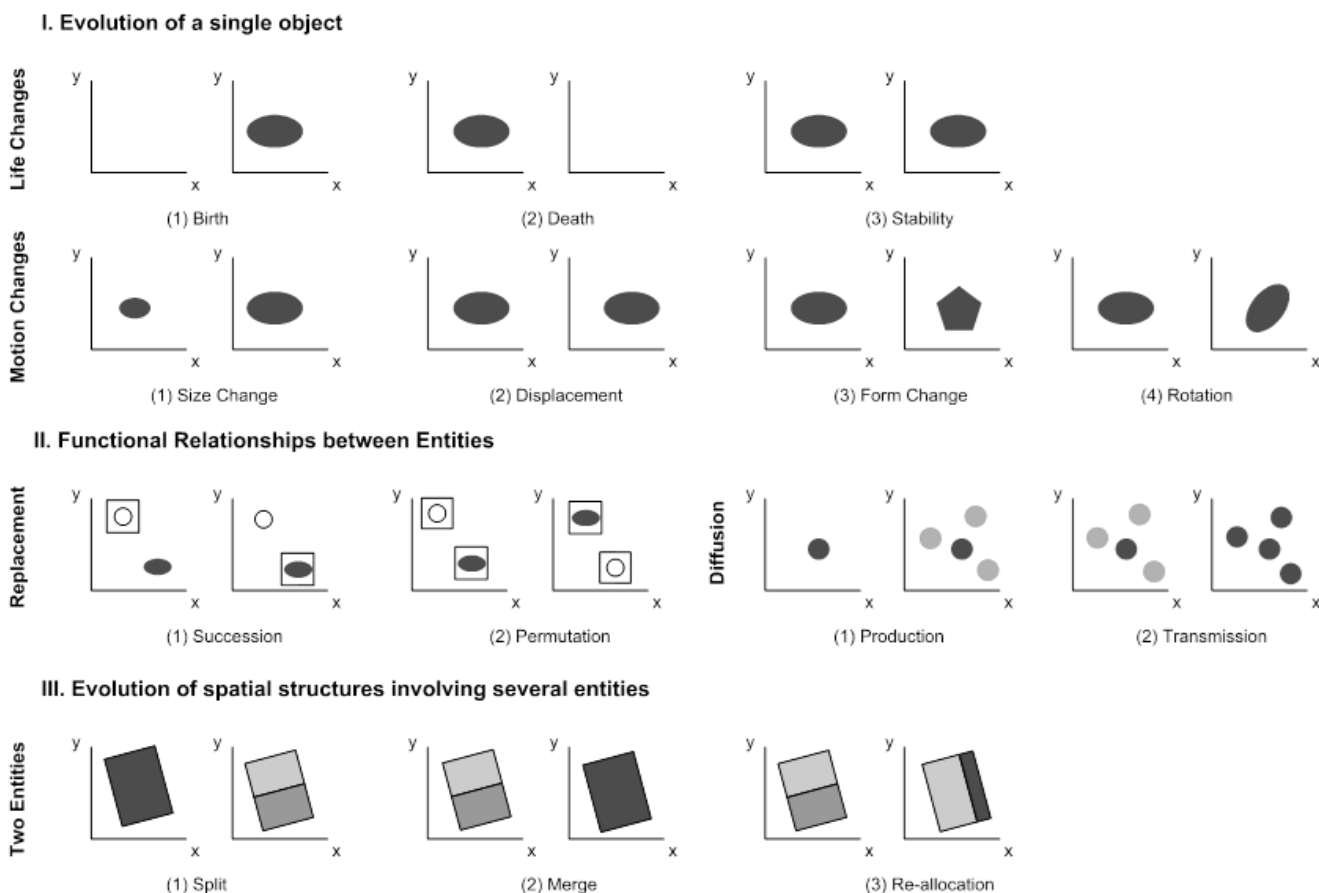 I. Evolution of a single object
Life Changes
y y y y y y
x x x x x x
(1) Birth (2) Death (3) Stability
Motion Changes
y y y y y y y y
x x x x x x x x
(1) Size Change (2) Displacement (3) Form Change (4) Rotation
II. Functional Relationships between Entities
Replacement
Diffusion
y y y y y y y y
x x x x x x x x
(1) Succession (2) Permutation (1) Production (2) Transmission
III. Evolution of spatial structures involving several entities
Two Entities
y y y y y y
x x x x x x
(1) Split (2) Merge (3) Re-allocation